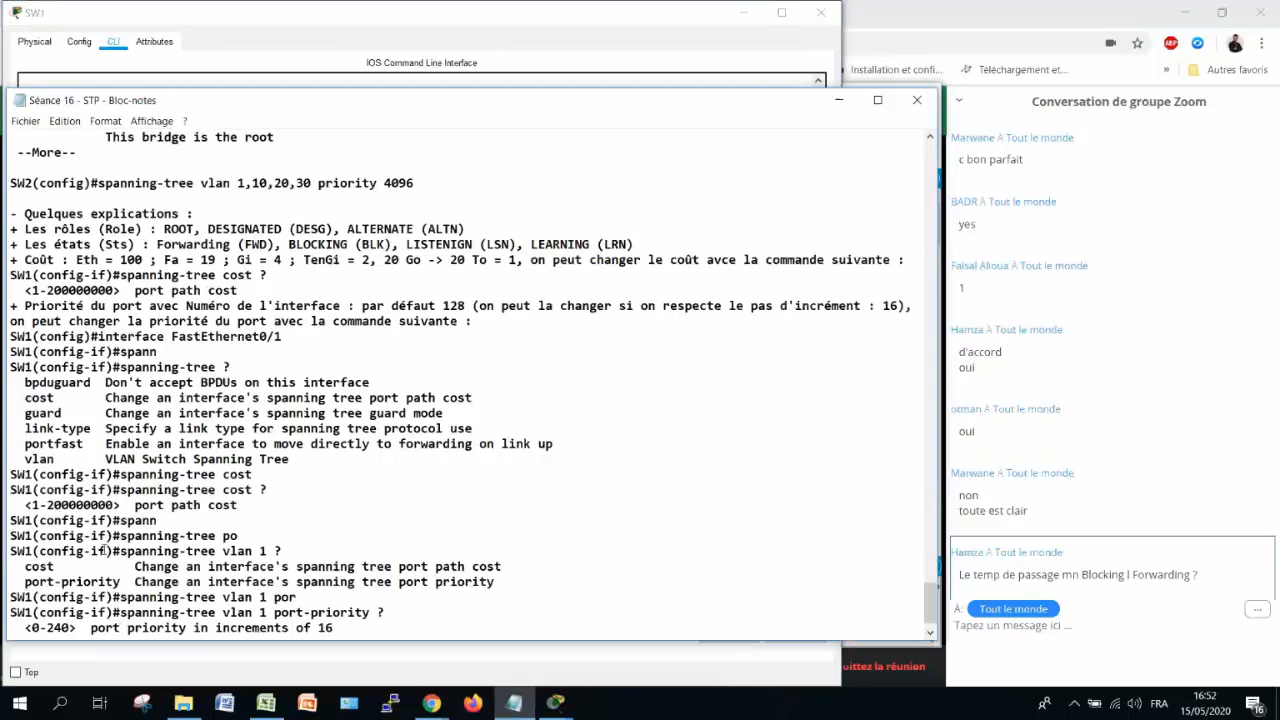 SW1
Physical Config CLI Attributes
IOS Command Line Interface
Installation et confi...
Téléchargement et...
»
Autres favoris
Séance 16 - STP - Bloc-notes
Fichier Edition Format Affichage ?
This bridge is the root
--More--
SW2(config)#spanning-tree vlan 1,10,20,30 priority 4096
- Quelques explications :
+ Les rôles (Role) : ROOT, DESIGNATED (DESG), ALTERNATE (ALTN)
+ Les états (Sts) : Forwarding (FWD), BLOCKING (BLK), LISTENIGN (LSN), LEARNING (LRN)
+ Coût : Eth = 100 ; Fa = 19 ; Gi = 4 ; TenGi = 2, 20 Go -> 20 To = 1, on peut changer le coût avce la commande suivante :
SW1(config-if)#spanning-tree cost ?
<1-200000000> port path cost
+ Priorité du port avec Numéro de l'interface : par défaut 128 (on peut la changer si on respecte le pas d'incrément : 16),
on peut changer la priorité du port avec la commande suivante :
SW1(config)#interface FastEthernet0/1
SW1(config-if)#spann
SW1(config-if)#spanning-tree ?
bpduguard Don't accept BPDUs on this interface
cost Change an interface's spanning tree port path cost
guard Change an interface's spanning tree guard mode
link-type Specify a link type for spanning tree protocol use
portfast Enable an interface to move directly to forwarding on link up
vlan VLAN Switch Spanning Tree
SW1(config-if)#spanning-tree cost
SW1(config-if)#spanning-tree cost ?
<1-200000000> port path cost
SW1(config-if)#spann
SW1(config-if)#spanning-tree po
SW1(config-if)#spanning-tree vlan 1 ?
cost Change an interface's spanning tree port path cost
port-priority Change an interface's spanning tree port priority
SW1(config-if)#spanning-tree vlan 1 por
SW1(config-if)#spanning-tree vlan 1 port-priority ?
<0-240> port priority in increments of 16
Top
Conversation de groupe Zoom
Marwane À Tout le monde
c bon parfait
BADR À Tout le monde
yes
Faisal Alioua À Tout le monde
1
Hamza À Tout le monde
d'accord
oui
otman À Tout le monde
oui
Marwane À Tout le monde
non
toute est clair
Hamza À Tout le monde
Le temp de passage mn Blocking l Forwarding ?
À: Tout le monde
...
Tapez un message ici ...
uittez la réunion
FRA
16:52
15/05/2020
16